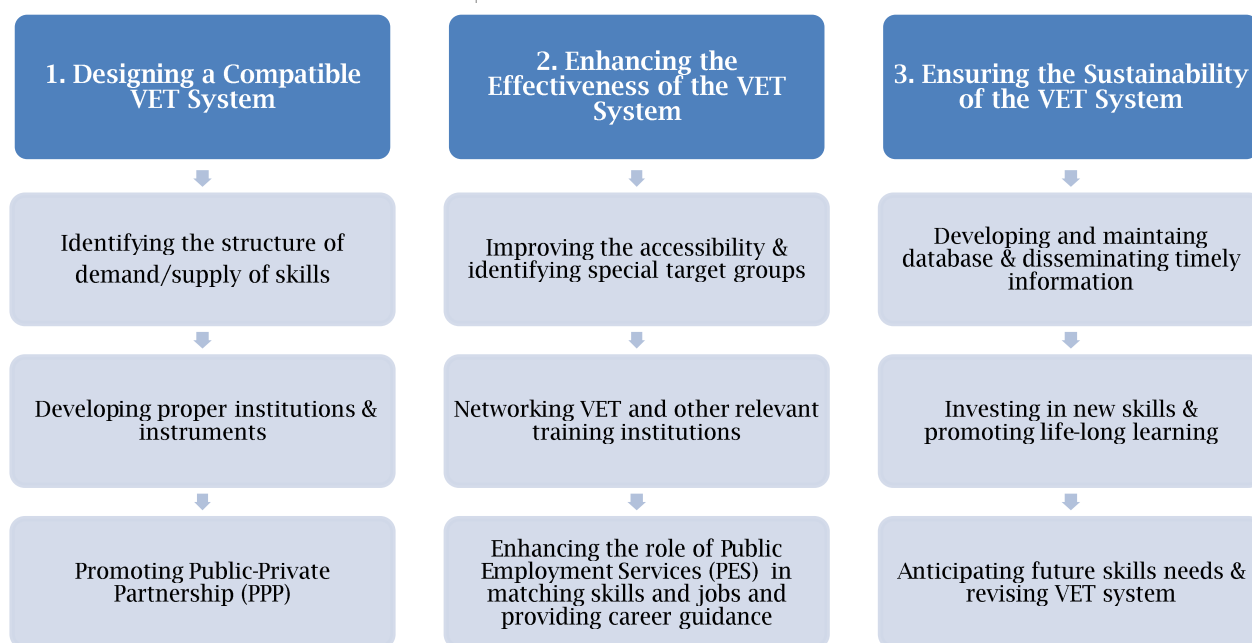 1. Designing a Compatible
VET System
Identifying the structure of
demand/supply of skills
Developing proper institutions &
instruments
Promoting Public-Private
Partnership (PPP)
2. Enhancing the
Effectiveness of the VET
System
Improving the accessibility &
identifying special target groups
Networking VET and other relevant
training institutions
Enhancing the role of Public
Employment Services (PES) in
matching skills and jobs and
providing career guidance
3. Ensuring the Sustainability
of the VET System
Developing and maintaing
database & disseminating timely
information
Investing in new skills &
promoting life-long learning
Anticipating future skills needs &
revising VET system